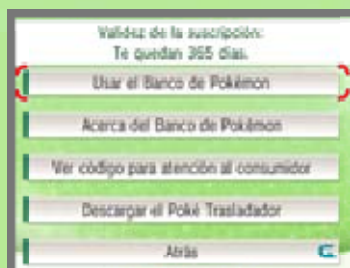 Validez de la suscripción:
Te quedan 365 días.
Usar el Banco de Pokémon
Acerca del Banco de Pokémon
Ver código para atención al consumidor
Descargar el Poké Trasladador
Atrás